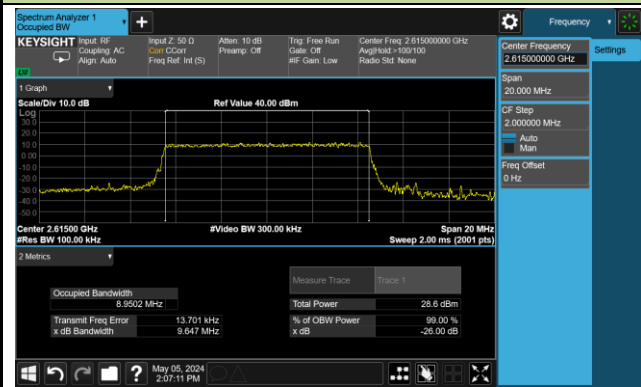 Spectrum Analyzer 1
Occupied BW
Frequency
KEYSIGHT
Input: RF
Coupling: AC
Align: Auto
Input Z: 50 Ω
Corr CCorr
Freq Ref: Int (S)
Atten: 10 dB
Preamp: Off
Trig: Free Run
Gate: Off
#IF Gain: Low
Center Freq: 2.615000000 GHz
Avg|Hold:>100/100
Radio Std: None
Center Frequency
2.615000000 GHz
Settings
Span
20.000 MHz
CF Step
2.000000 MHz
Auto
Man
Freq Offset
0 Hz
1 Graph
Scale/Div 10.0 dB
Ref Value 40.00 dBm
Log
30.0
20.0
10.0
0.00
-10.0
-20.0
-30.0
-40.0
-50.0
Center 2.61500 GHz
#Video BW 300.00 kHz
Span 20 MHz
#Res BW 100.00 kHz
Sweep 2.00 ms (2001 pts)
2 Metrics
Measure Trace
Trace 1
Occupied Bandwidth
8.9502 MHz
Total Power
28.6 dBm
Transmit Freq Error
13.701 kHz
% of OBW Power
99.00 %
x dB Bandwidth
9.647 MHz
x dB
-26.00 dB
?
May 05, 2024
2:07:11 PM